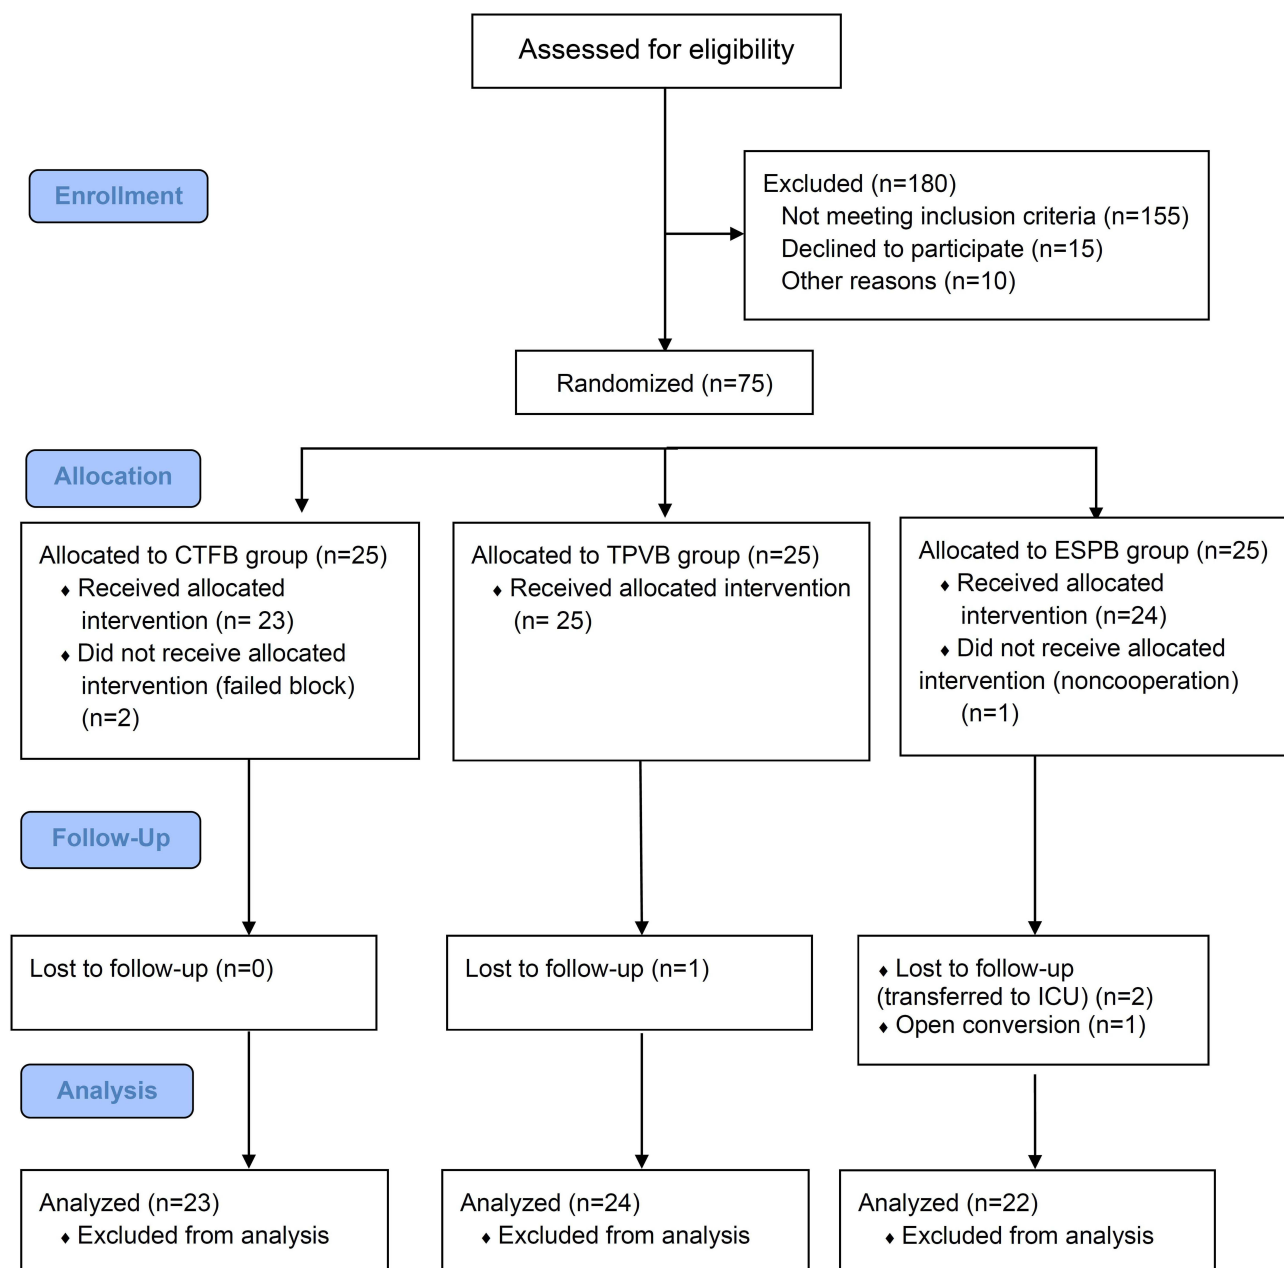 Assessed for eligibility
Enrollment
Excluded (n=180)
Not meeting inclusion criteria (n=155)
Declined to participate (n=15)
Other reasons (n=10)
Randomized (n=75)
Allocation
Allocated to CTFB group (n=25)
♦ Received allocated
intervention (n= 23)
♦ Did not receive allocated
intervention (failed block)
(n=2)
Allocated to TPVB group (n=25)
♦ Received allocated intervention
(n= 25)
Allocated to ESPB group (n=25)
♦ Received allocated
intervention (n=24)
♦ Did not receive allocated
intervention (noncooperation)
(n=1)
Follow-Up
Lost to follow-up (n=0)
Lost to follow-up (n=1)
♦ Lost to follow-up
(transferred to ICU) (n=2)
♦ Open conversion (n=1)
Analysis
Analyzed (n=23)
♦ Excluded from analysis
Analyzed (n=24)
♦ Excluded from analysis
Analyzed (n=22)
♦ Excluded from analysis